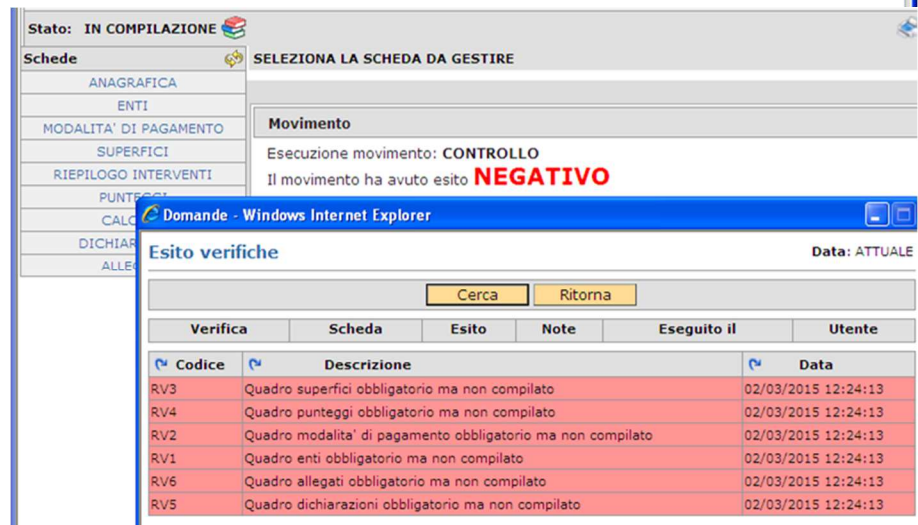 Stato: IN COMPILAZIONE
Schede
SELEZIONA LA SCHEDA DA GESTIRE
ANAGRAFICA
ENTI
MODALITA' DI PAGAMENTO
SUPERFICI
RIEPILOGO INTERVENTI
Movimento
Esecuzione movimento: CONTROLLO
Il movimento ha avuto esito NEGATIVO
Domande - Windows Internet Explorer
Esito verifiche
Data: ATTUALE
Cerca Ritorna
Verifica Scheda Esito Note Eseguito il Utente
Codice Descrizione Data
RV3 Quadro superfici obbligatorio ma non compilato 02/03/2015 12:24:13
RV4 Quadro punteggi obbligatorio ma non compilato 02/03/2015 12:24:13
RV2 Quadro modalita' di pagamento obbligatorio ma non compilato 02/03/2015 12:24:13
RV1 Quadro enti obbligatorio ma non compilato 02/03/2015 12:24:13
RV6 Quadro allegati obbligatorio ma non compilato 02/03/2015 12:24:13
RV5 Quadro dichiarazioni obbligatorio ma non compilato 02/03/2015 12:24:13